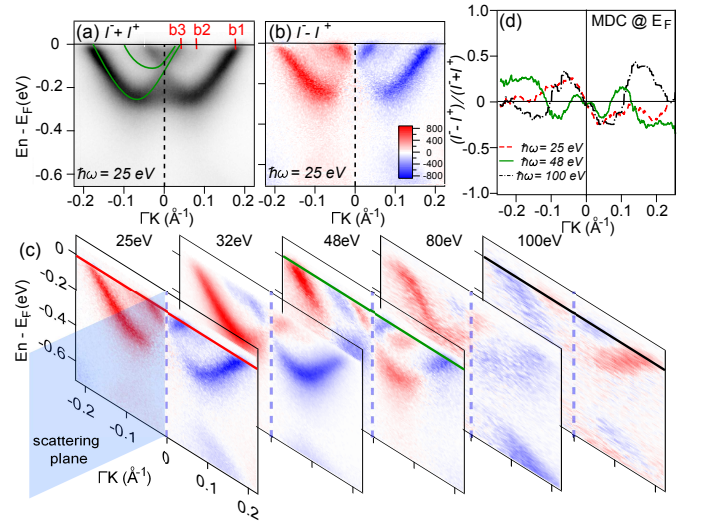 (a) I⁻+ I⁺
b3 b2 b1
0
-0.2
-0.4
-0.6
En - E_F (eV)
ħω = 25 eV
-0.2 -0.1 0 0.1 0.2
ΓK (Å⁻¹)
(b) I⁻- I⁺
800
400
0
-400
-800
ħω = 25 eV
-0.2 -0.1 0 0.1 0.2
ΓK (Å⁻¹)
(d) MDC @ E_F
1.0
0.5
0
-0.5
-1.0
(I⁻- I⁺)/(I⁻+I⁺)
ħω = 25 eV
ħω = 48 eV
ħω = 100 eV
-0.2 -0.1 0 0.1 0.2
ΓK (Å⁻¹)
(c)
25eV 32eV 48eV 80eV 100eV
0
-0.2
-0.4
-0.6
En - E_F (eV)
scattering
plane
-0.2
-0.1
0
0.1
0.2
ΓK (Å⁻¹)